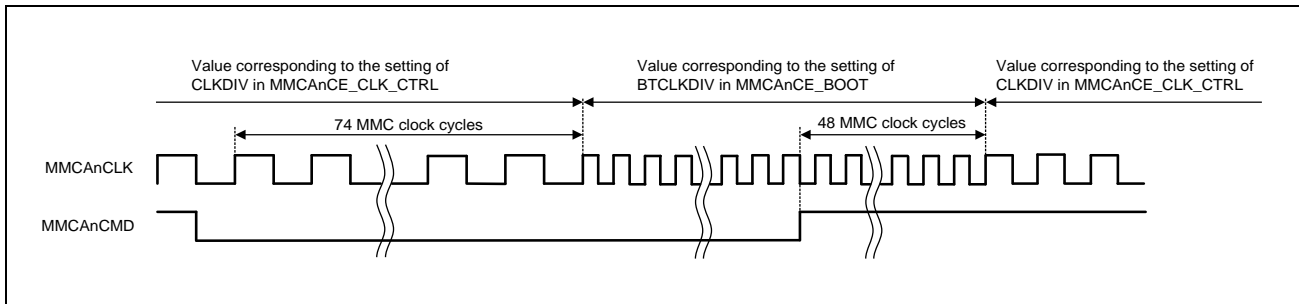 Value corresponding to the setting of
CLKDIV in MMCAnCE_CLK_CTRL
Value corresponding to the setting of
BTCLKDIV in MMCAnCE_BOOT
Value corresponding to the setting of
CLKDIV in MMCAnCE_CLK_CTRL
74 MMC clock cycles
48 MMC clock cycles
MMCAnCLK
MMCAnCMD